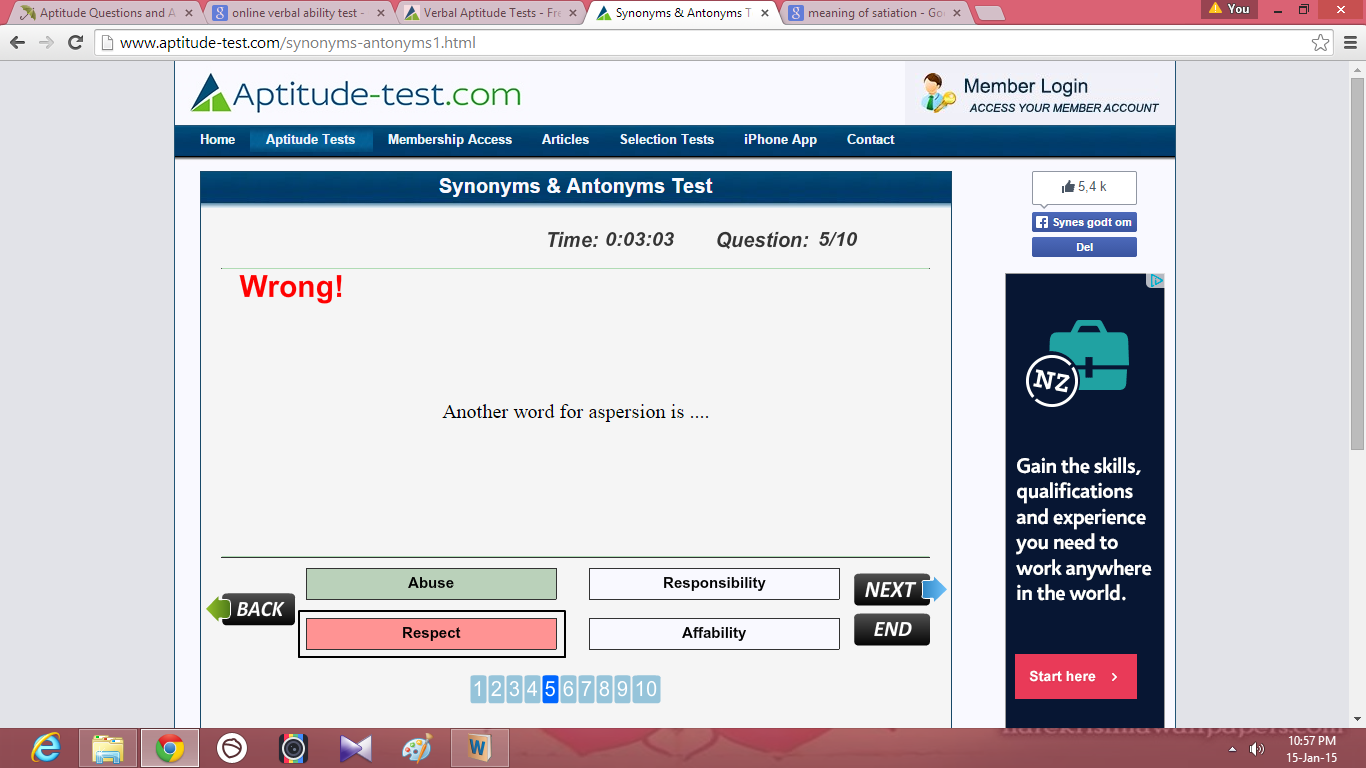 Aptitude Questions and A
online verbal ability test -
Verbal Aptitude Tests - Fre
Synonyms & Antonyms T
meaning of satiation - Go
You
www.aptitude-test.com/synonyms-antonyms1.html
Aptitude-test.com
Member Login
ACCESS YOUR MEMBER ACCOUNT
Home Aptitude Tests Membership Access Articles Selection Tests iPhone App Contact
Synonyms & Antonyms Test
5,4 k
Synes godt om
Del
Time: 0:03:03 Question: 5/10
Wrong!
Another word for aspersion is ....
Abuse Responsibility
Respect Affability
BACK
NEXT
END
1 2 3 4 5 6 7 8 9 10
NZ
Gain the skills,
qualifications
and experience
you need to
work anywhere
in the world.
Start here
10:57 PM
15-Jan-15